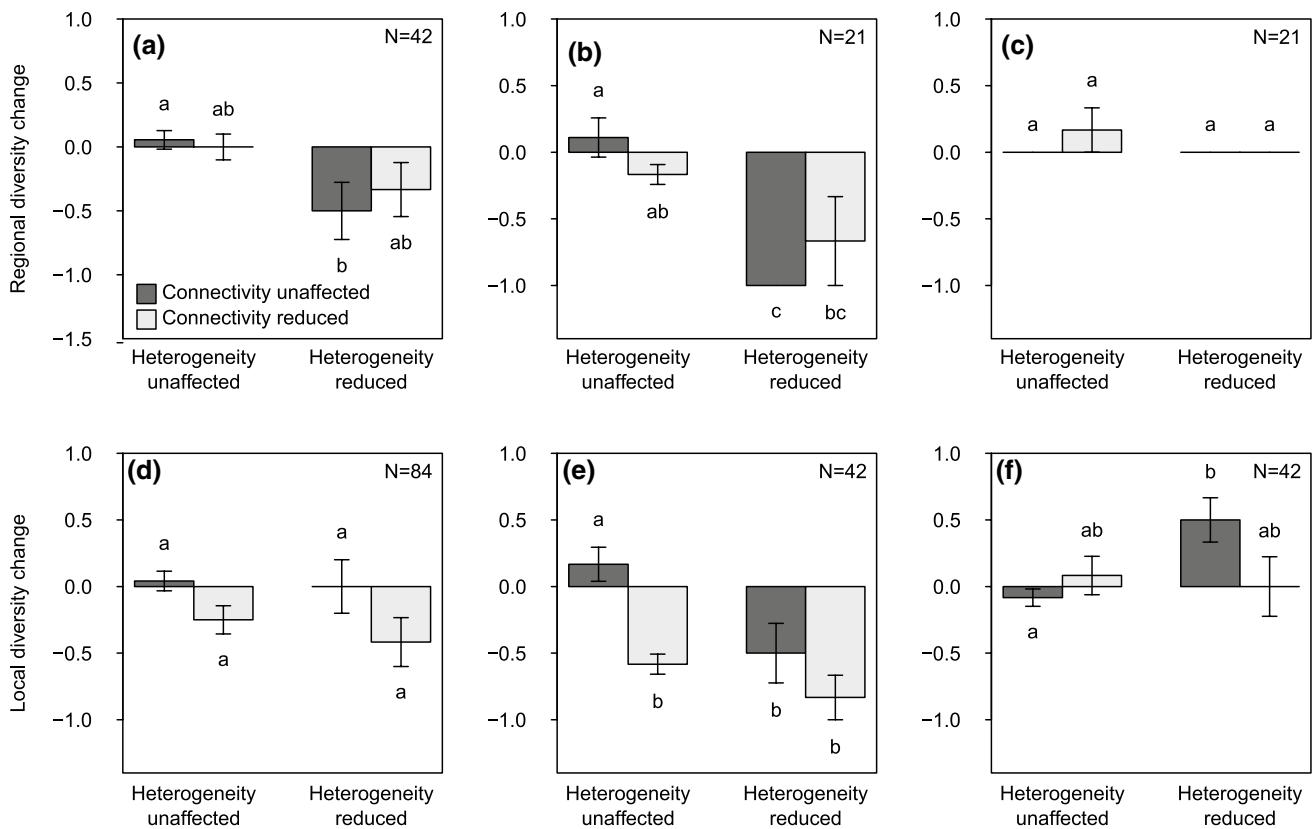 Regional diversity change
1.0
0.5
0.0
−0.5
−1.0
−1.5
(a)
N=42
a
ab
b
ab
Connectivity unaffected
Connectivity reduced
Heterogeneity
unaffected
Heterogeneity
reduced
1.0
0.5
0.0
−0.5
−1.0
(b)
N=21
a
ab
c
bc
Heterogeneity
unaffected
Heterogeneity
reduced
1.0
0.5
0.0
−0.5
−1.0
(c)
N=21
a
a
a
a
Heterogeneity
unaffected
Heterogeneity
reduced
Local diversity change
1.0
0.5
0.0
−0.5
−1.0
(d)
N=84
a
a
a
a
Heterogeneity
unaffected
Heterogeneity
reduced
1.0
0.5
0.0
−0.5
−1.0
(e)
N=42
a
b
b
b
Heterogeneity
unaffected
Heterogeneity
reduced
1.0
0.5
0.0
−0.5
−1.0
(f)
N=42
a
ab
b
ab
Heterogeneity
unaffected
Heterogeneity
reduced